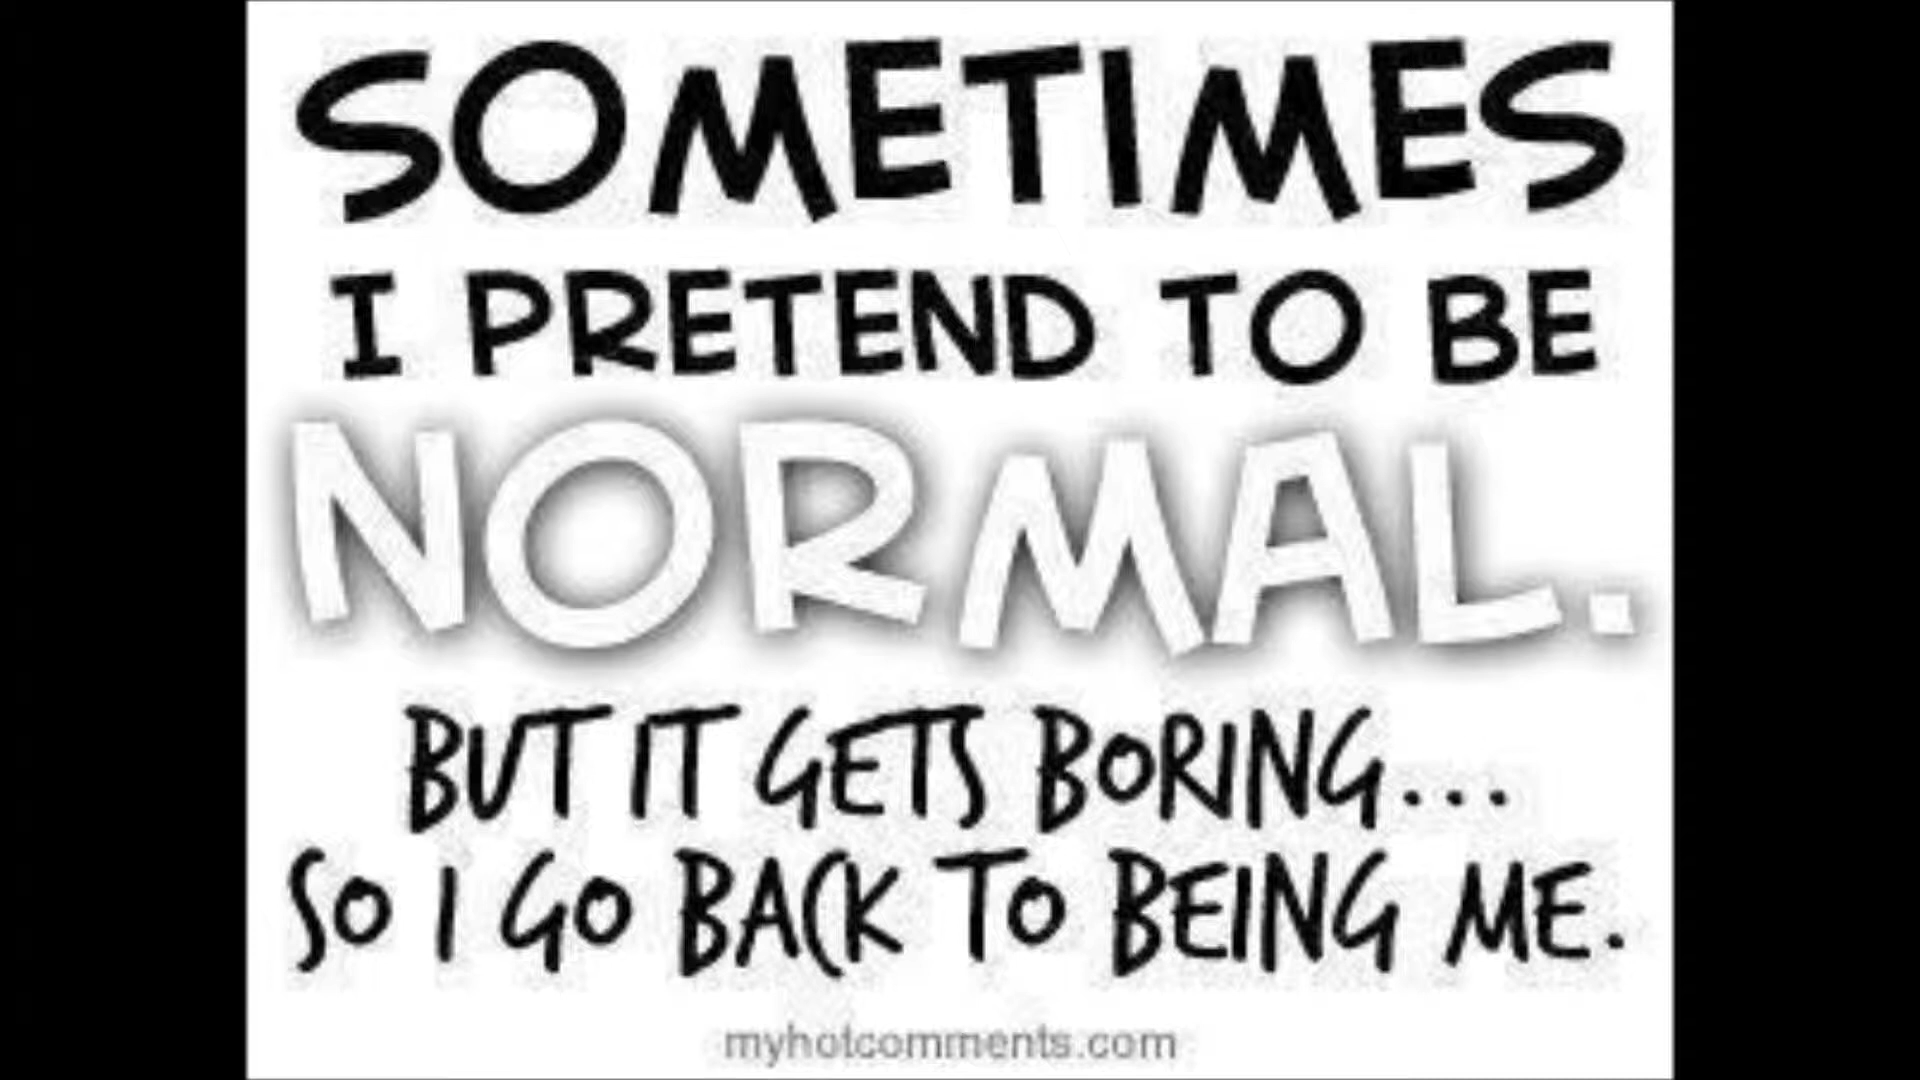 SOMETIMES
I PRETEND TO BE
NORMAL.
BUT IT GETS BORING...
SO I GO BACK TO BEING ME.
myhotcomments.com